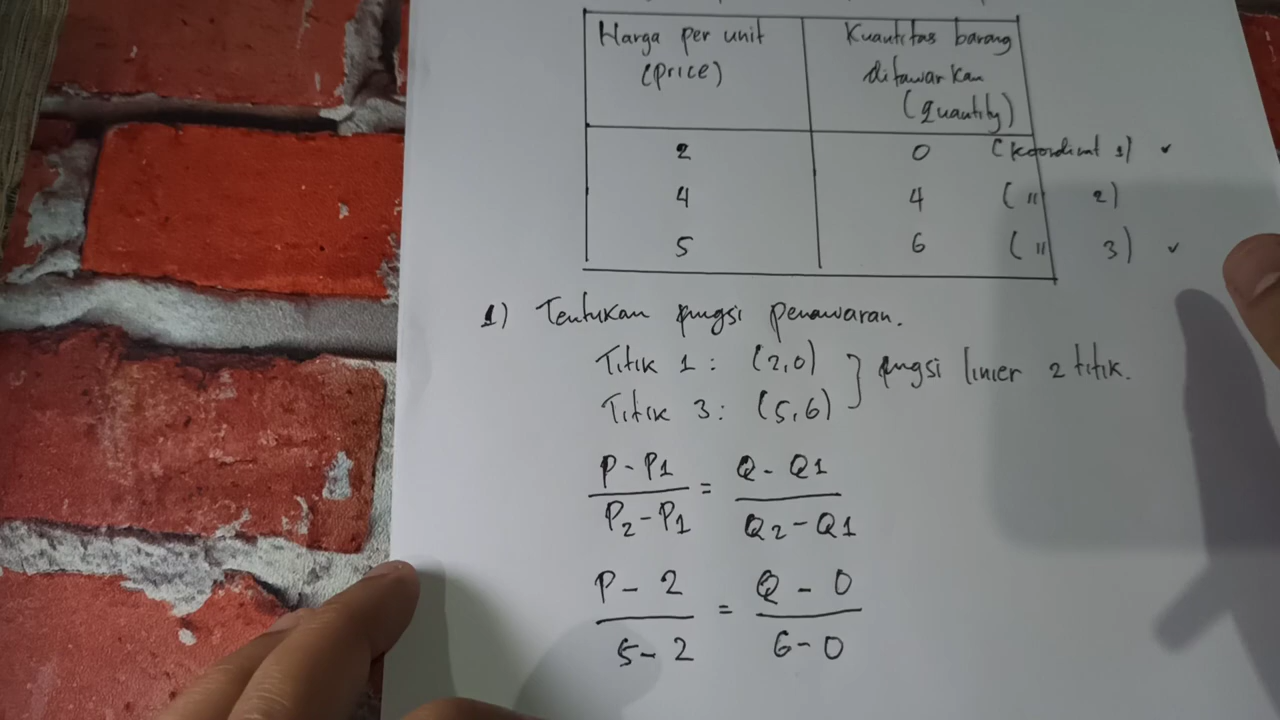 Harga per unit
(price)
Kuantitas barang
ditawarkan
(quantity)
2 0 (koordinat 1) ✓
4 4 ( " 2)
5 6 ( " 3) ✓
1) Tentukan fungsi penawaran.
Titik 1 : (2,0) } fungsi linier 2 titik.
Titik 3 : (5,6)
P - P1 / P2 - P1 = Q - Q1 / Q2 - Q1
P - 2 / 5 - 2 = Q - 0 / 6 - 0